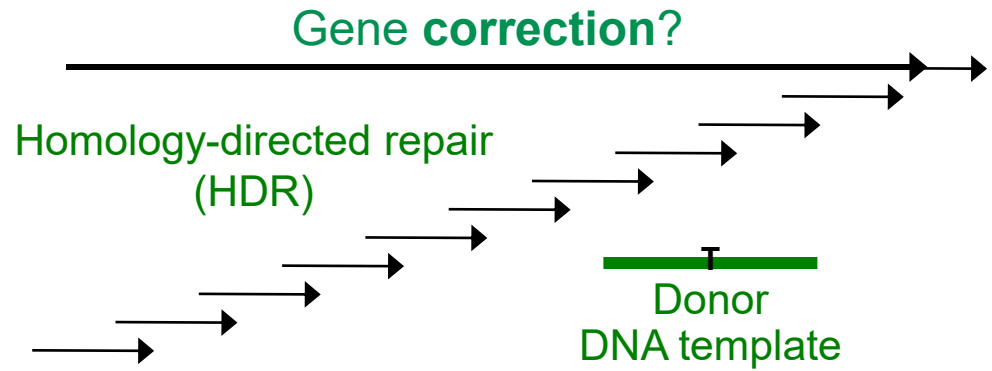 Gene correction?
Homology-directed repair
(HDR)
T
Donor
DNA template